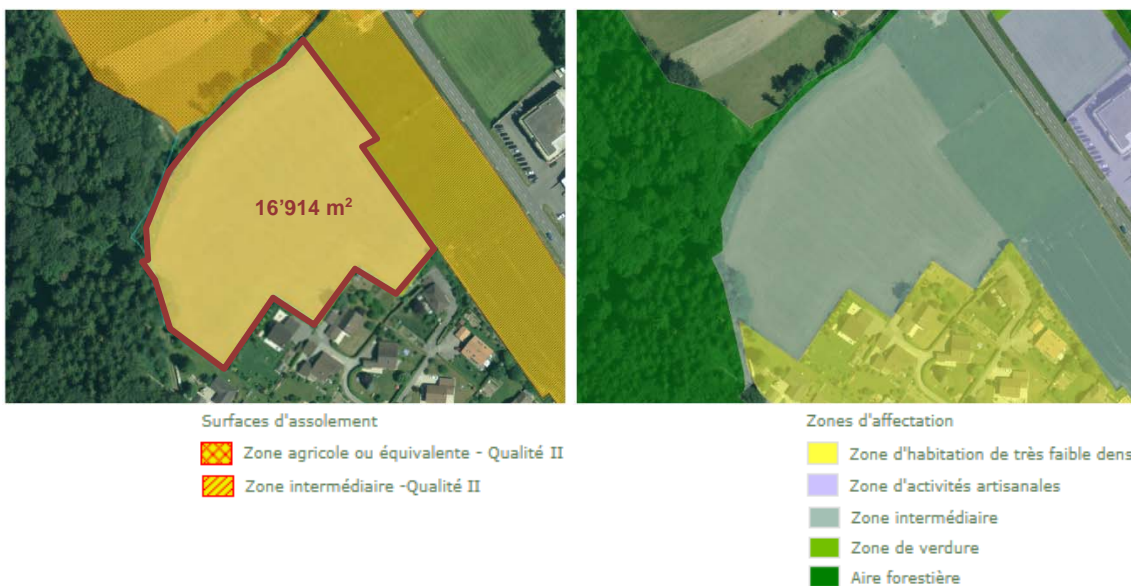 16’914 m²
Surfaces d'assolement
Zone agricole ou équivalente - Qualité II
Zone intermédiaire -Qualité II
Zones d'affectation
Zone d'habitation de très faible dens
Zone d'activités artisanales
Zone intermédiaire
Zone de verdure
Aire forestière